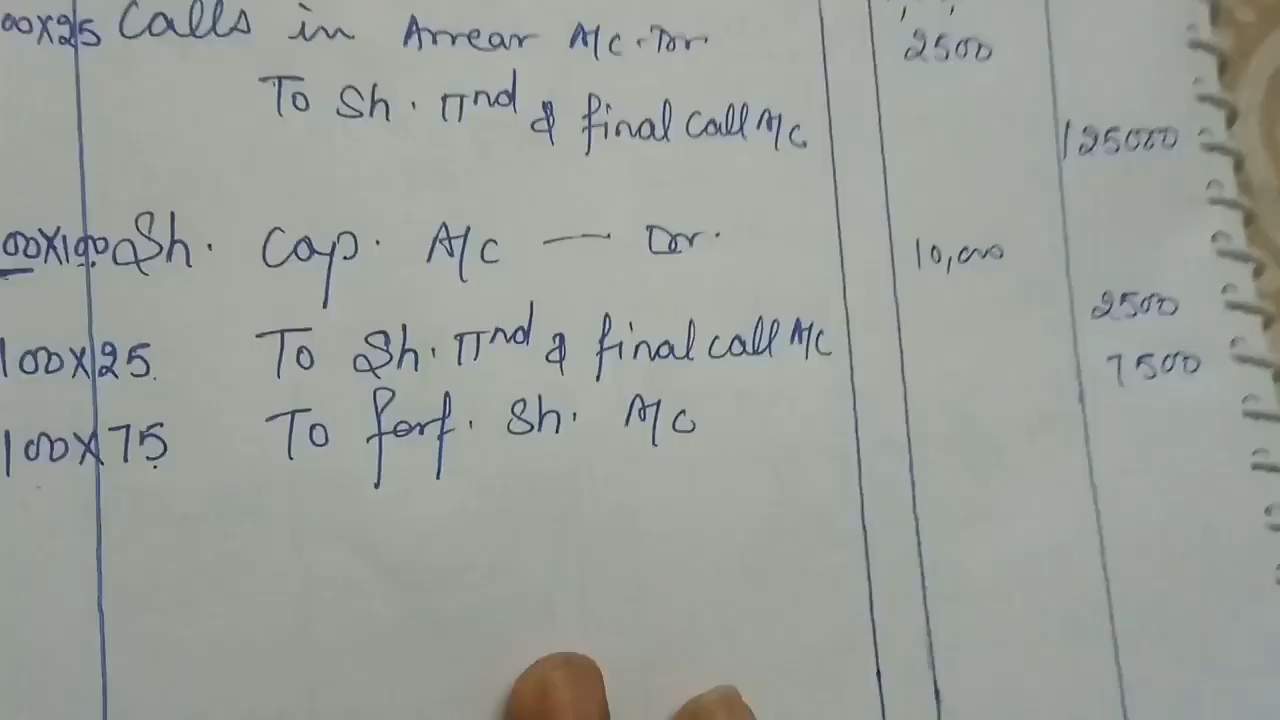 00X25 Calls in Arrear A/c. Dr. 2500
To Sh. IInd & final call A/c 125000
00X100 Sh. Cap. A/c — Dr. 10,000
2500
100X25. To Sh. IInd & final call A/c 7500
100X75 To forf. Sh. A/c